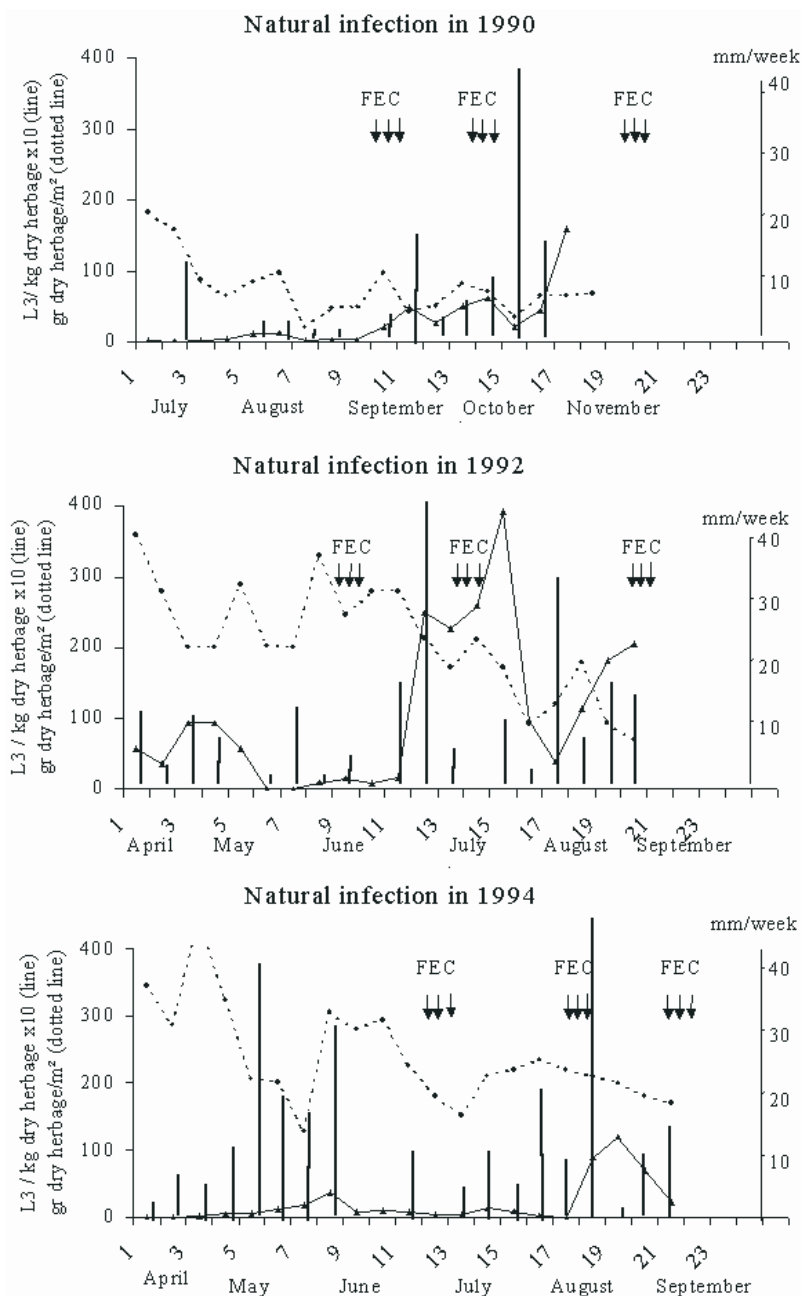 Natural infection in 1990
L3/ kg dry herbage x10 (line)
gr dry herbage/m² (dotted line)
400
300
200
100
0
mm/week
40
30
20
10
FEC
FEC
FEC
1 3 5 7 9 11 13 15 17 19 21 23
July August September October November
Natural infection in 1992
L3 / kg dry herbage x10 (line)
gr dry herbage/m² (dotted line)
400
300
200
100
0
mm/week
40
30
20
10
FEC
FEC
FEC
1 3 5 7 9 11 13 15 17 19 21 23
April May June July August September
Natural infection in 1994
L3 / kg dry herbage x10 (line)
gr dry herbage/m² (dotted line)
400
300
200
100
0
mm/week
40
30
20
10
FEC
FEC
FEC
1 3 5 7 9 11 13 15 17 19 21 23
April May June July August September